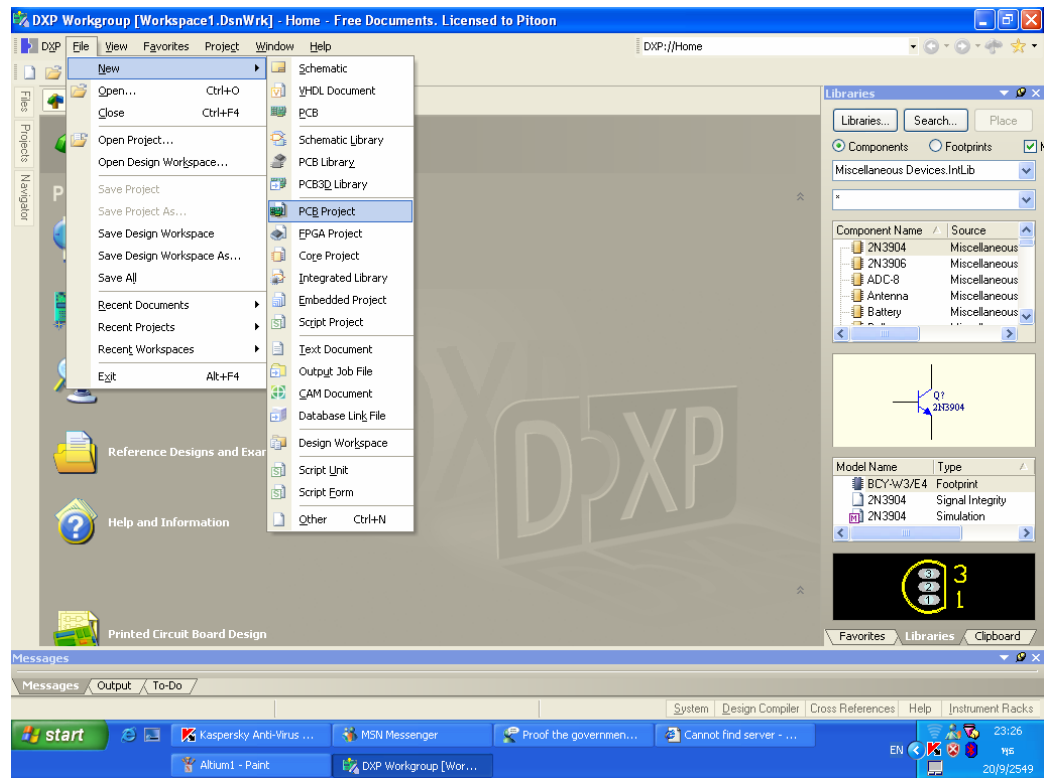 DXP Workgroup [Workspace1.DsnWrk] - Home - Free Documents. Licensed to Pitoon
DXP File View Favorites Project Window Help DXP://Home
New
Open... Ctrl+O
Close Ctrl+F4
Open Project...
Open Design Workspace...
Save Project
Save Project As...
Save Design Workspace
Save Design Workspace As...
Save All
Recent Documents
Recent Projects
Recent Workspaces
Exit Alt+F4
Schematic
VHDL Document
PCB
Schematic Library
PCB Library
PCB3D Library
PCB Project
FPGA Project
Core Project
Integrated Library
Embedded Project
Script Project
Text Document
Output Job File
CAM Document
Database Link File
Design Workspace
Script Unit
Script Form
Other Ctrl+N
Files
Projects
Navigator
P
Reference Designs and Exar
Help and Information
Printed Circuit Board Design
DXP
Libraries
Libraries... Search... Place
Components Footprints M
Miscellaneous Devices.IntLib
*
Component Name Source
2N3904 Miscellaneous
2N3906 Miscellaneous
ADC-8 Miscellaneous
Antenna Miscellaneous
Battery Miscellaneous
Q?
2N3904
Model Name Type
BCY-W3/E4 Footprint
2N3904 Signal Integrity
2N3904 Simulation
3
2
1
3
1
Favorites Libraries Clipboard
Messages
Messages Output To-Do
System Design Compiler Cross References Help Instrument Racks
start Kaspersky Anti-Virus ... MSN Messenger Proof the governmen... Cannot find server - ... 23:26
EN พุธ
Altium1 - Paint DXP Workgroup [Wor... 20/9/2549